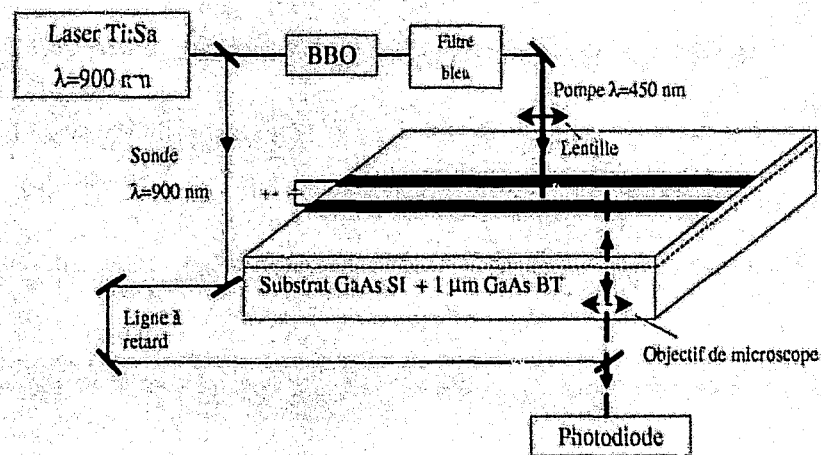 Laser Ti:Sa
λ=900 nm
BBO
Filtre
bleu
Pompe λ=450 nm
Lentille
Sonde
λ=900 nm
+-
Substrat GaAs SI + 1 µm GaAs BT
Ligne à
retard
Objectif de microscope
Photodiode